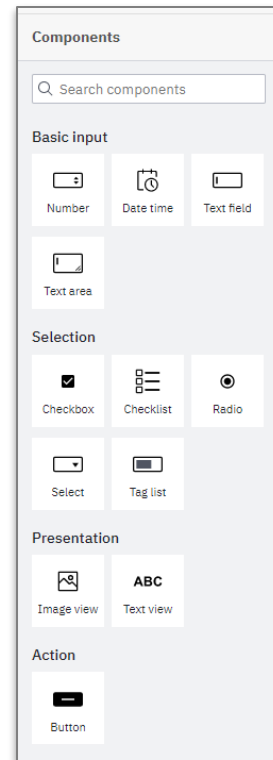 Components
Search components
Basic input
Number Date time Text field
Text area
Selection
Checkbox Checklist Radio
Select Tag list
Presentation
ABC
Image view Text view
Action
Button